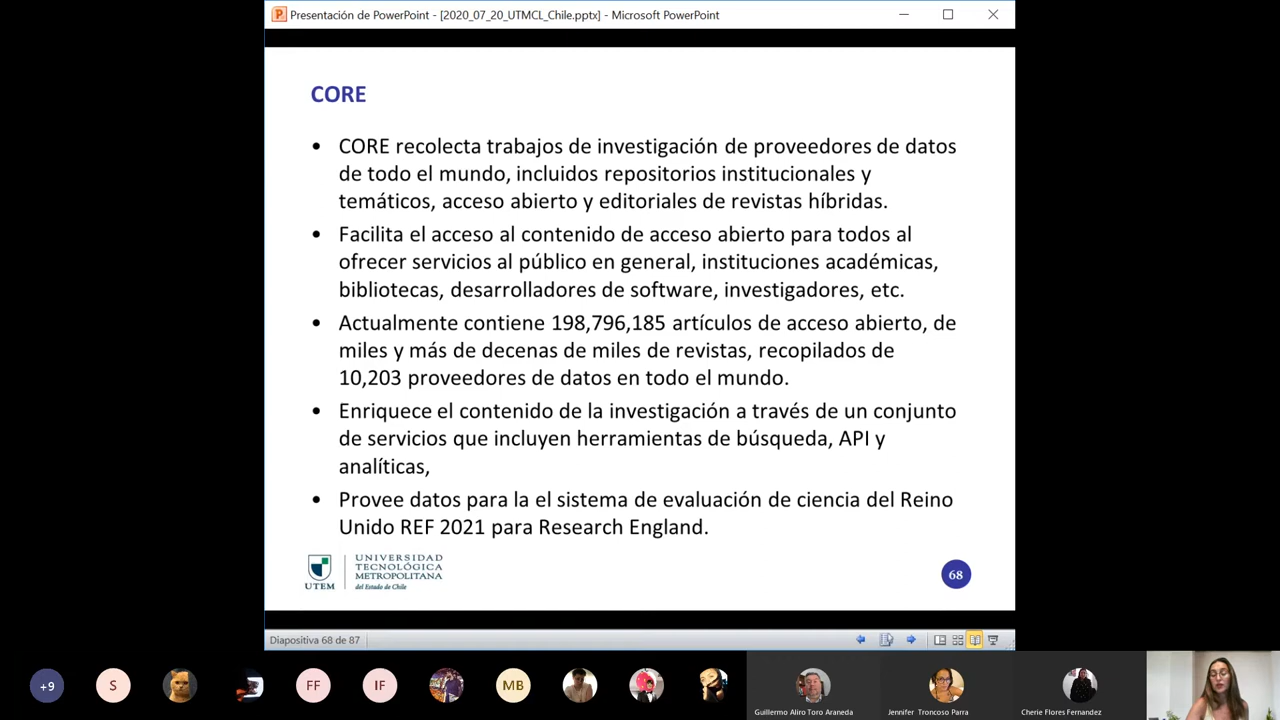 Presentación de PowerPoint - [2020_07_20_UTMCL_Chile.pptx] - Microsoft PowerPoint
CORE
• CORE recolecta trabajos de investigación de proveedores de datos
de todo el mundo, incluidos repositorios institucionales y
temáticos, acceso abierto y editoriales de revistas híbridas.
• Facilita el acceso al contenido de acceso abierto para todos al
ofrecer servicios al público en general, instituciones académicas,
bibliotecas, desarrolladores de software, investigadores, etc.
• Actualmente contiene 198,796,185 artículos de acceso abierto, de
miles y más de decenas de miles de revistas, recopilados de
10,203 proveedores de datos en todo el mundo.
• Enriquece el contenido de la investigación a través de un conjunto
de servicios que incluyen herramientas de búsqueda, API y
analíticas,
• Provee datos para la el sistema de evaluación de ciencia del Reino
Unido REF 2021 para Research England.
UTEM
UNIVERSIDAD
TECNOLÓGICA
METROPOLITANA
del Estado de Chile
68
Diapositiva 68 de 87
+9
S
FF
IF
MB
Guillermo Aliro Toro Araneda
Jennifer Troncoso Parra
Cherie Flores Fernandez